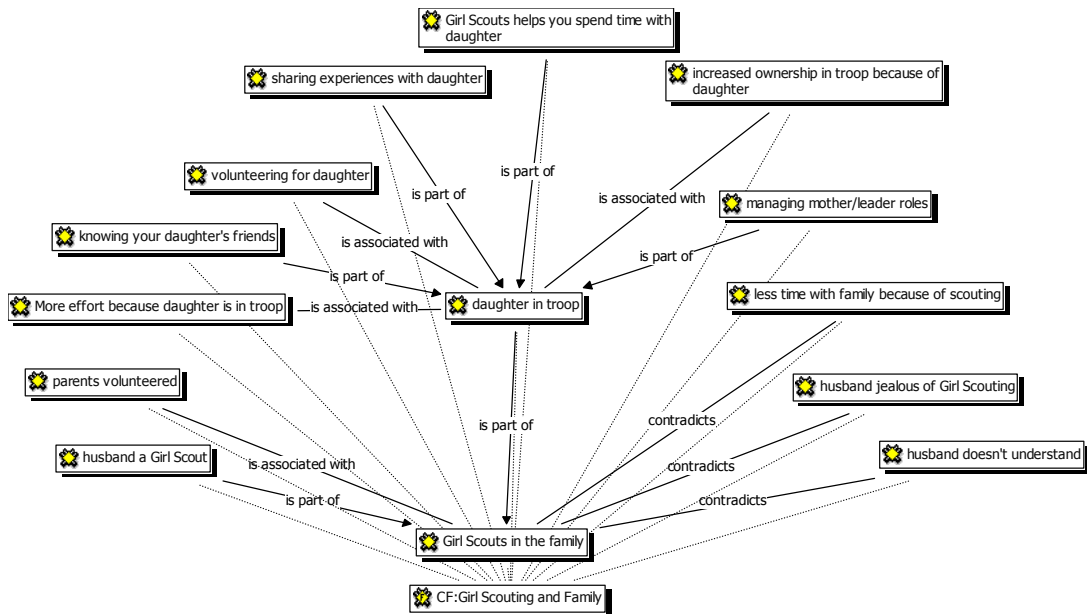 Girl Scouts helps you spend time with
daughter
sharing experiences with daughter
increased ownership in troop because of
daughter
is part of
volunteering for daughter
is part of
is associated with
managing mother/leader roles
knowing your daughter's friends
is associated with
is part of
is part of
More effort because daughter is in troop
is associated with
daughter in troop
less time with family because of scouting
parents volunteered
husband jealous of Girl Scouting
contradicts
is part of
husband a Girl Scout
is associated with
contradicts
husband doesn't understand
is part of
contradicts
Girl Scouts in the family
CF:Girl Scouting and Family